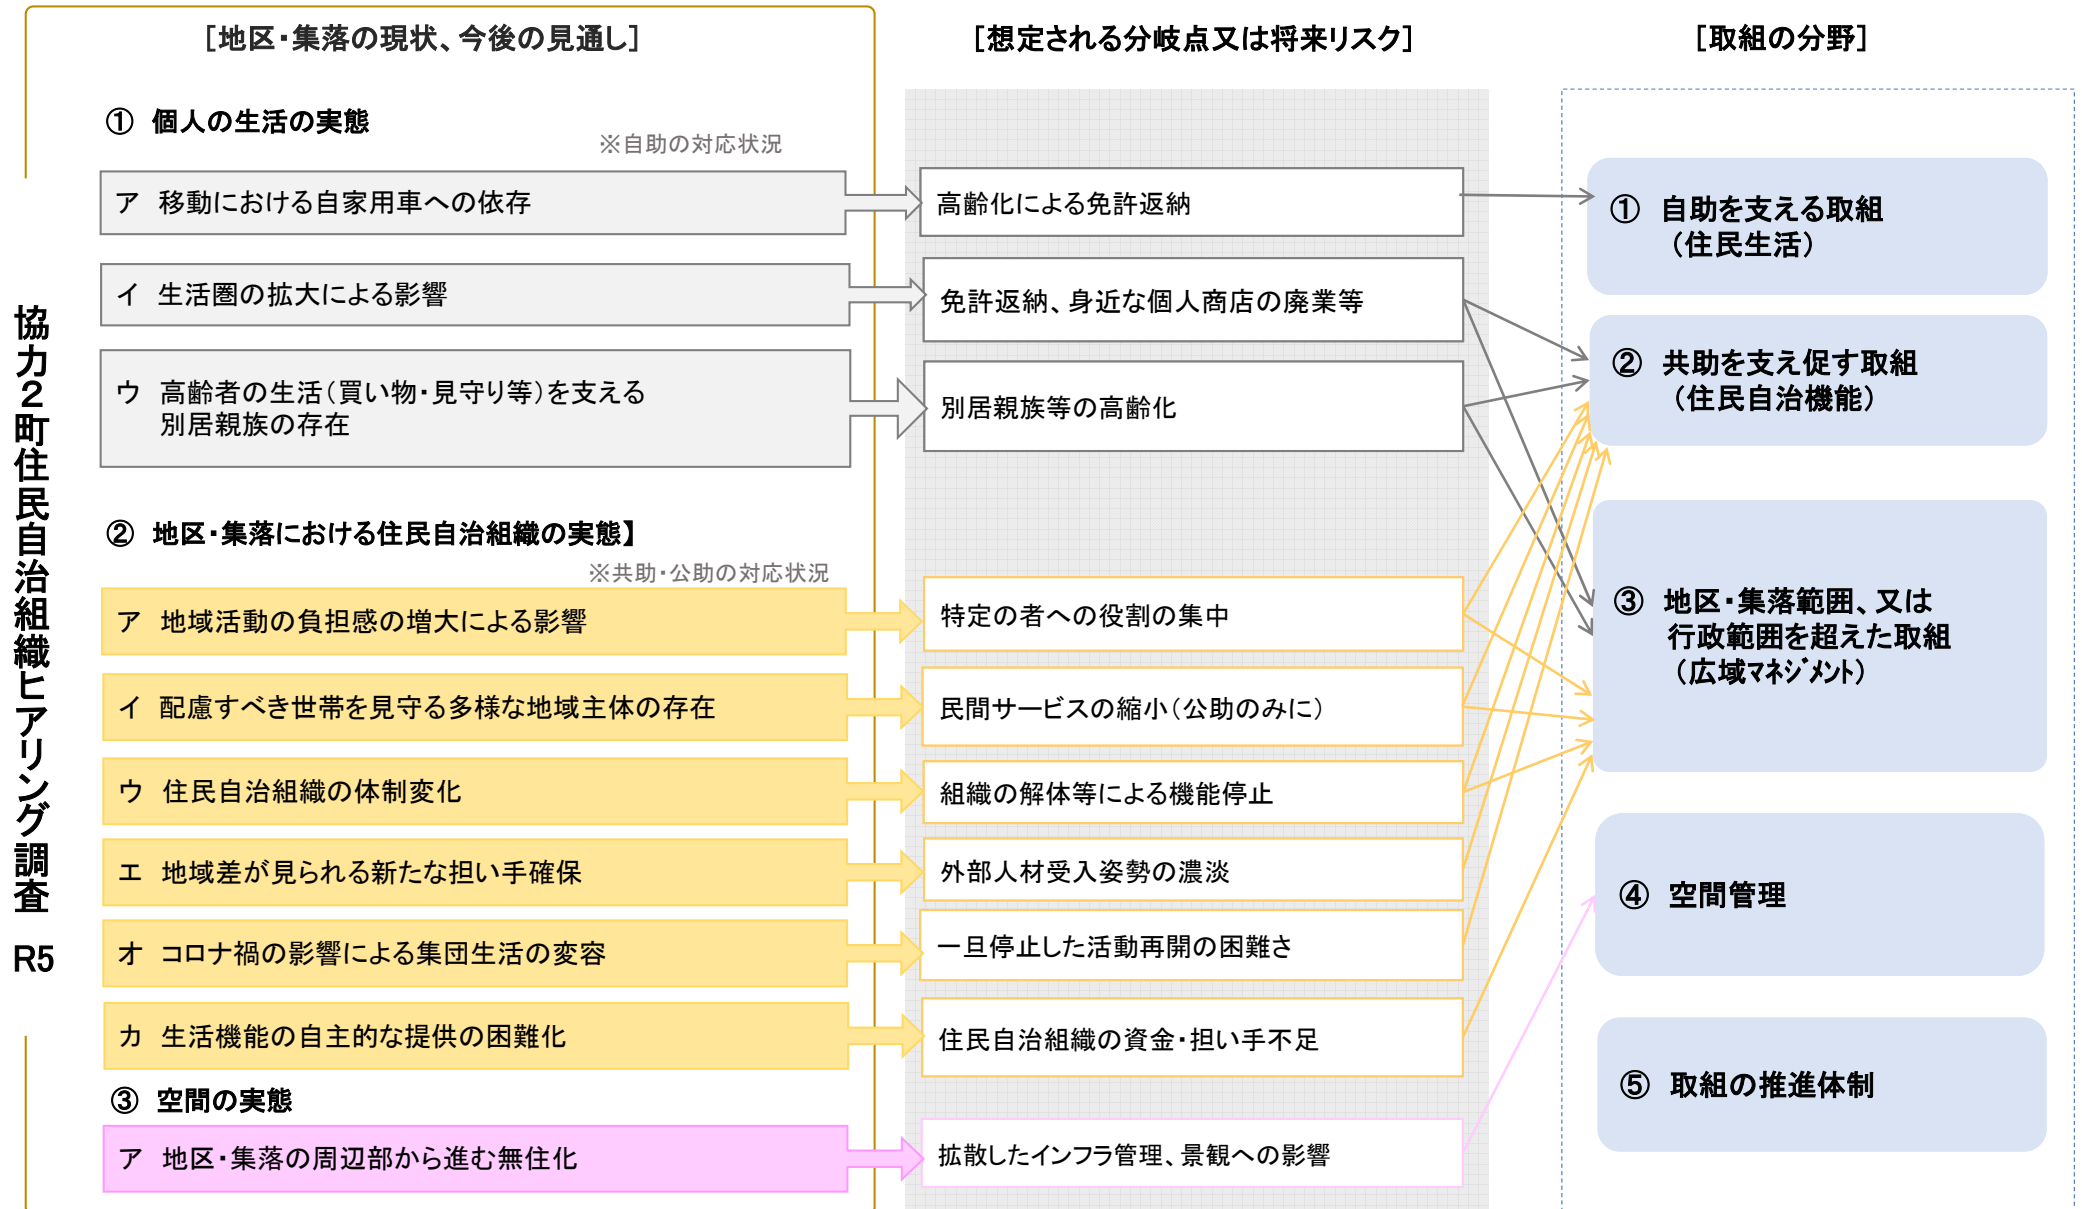 協力２町住民自治組織ヒアリング調査　R5
［地区・集落の現状、今後の見通し］
① 個人の生活の実態
※自助の対応状況
ア 移動における自家用車への依存
イ 生活圏の拡大による影響
ウ 高齢者の生活（買い物・見守り等）を支える
別居親族の存在
② 地区・集落における住民自治組織の実態】
※共助・公助の対応状況
ア 地域活動の負担感の増大による影響
イ 配慮すべき世帯を見守る多様な地域主体の存在
ウ 住民自治組織の体制変化
エ 地域差が見られる新たな担い手確保
オ コロナ禍の影響による集団生活の変容
カ 生活機能の自主的な提供の困難化
③ 空間の実態
ア 地区・集落の周辺部から進む無住化
［想定される分岐点又は将来リスク］
高齢化による免許返納
免許返納、身近な個人商店の廃業等
別居親族等の高齢化
特定の者への役割の集中
民間サービスの縮小（公助のみに）
組織の解体等による機能停止
外部人材受入姿勢の濃淡
一旦停止した活動再開の困難さ
住民自治組織の資金・担い手不足
拡散したインフラ管理、景観への影響
［取組の分野］
① 自助を支える取組
（住民生活）
② 共助を支え促す取組
（住民自治機能）
③ 地区・集落範囲、又は
行政範囲を超えた取組
（広域ﾏﾈｼﾞﾒﾝﾄ）
④ 空間管理
⑤ 取組の推進体制